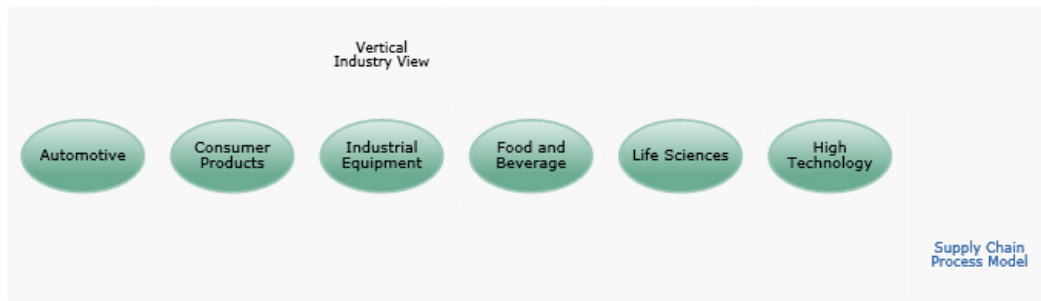 Vertical
Industry View
Automotive
Consumer
Products
Industrial
Equipment
Food and
Beverage
Life Sciences
High
Technology
Supply Chain
Process Model